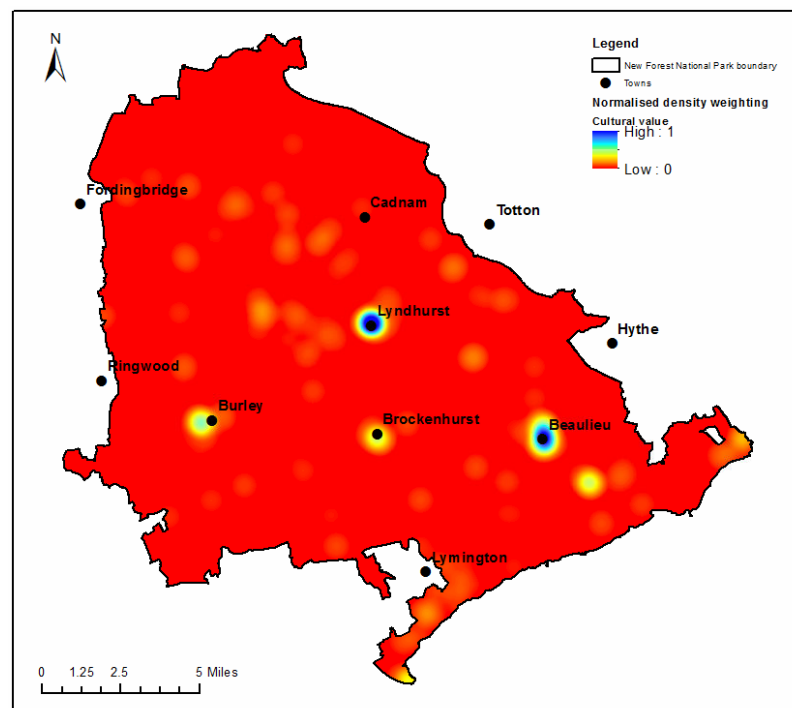 N
Legend
New Forest National Park boundary
Towns
Normalised density weighting
Cultural value
High : 1
Low : 0
Fordingbridge
Cadnam
Totton
Lyndhurst
Hythe
Ringwood
Burley
Brockenhurst
Beaulieu
Lymington
0 1.25 2.5 5 Miles